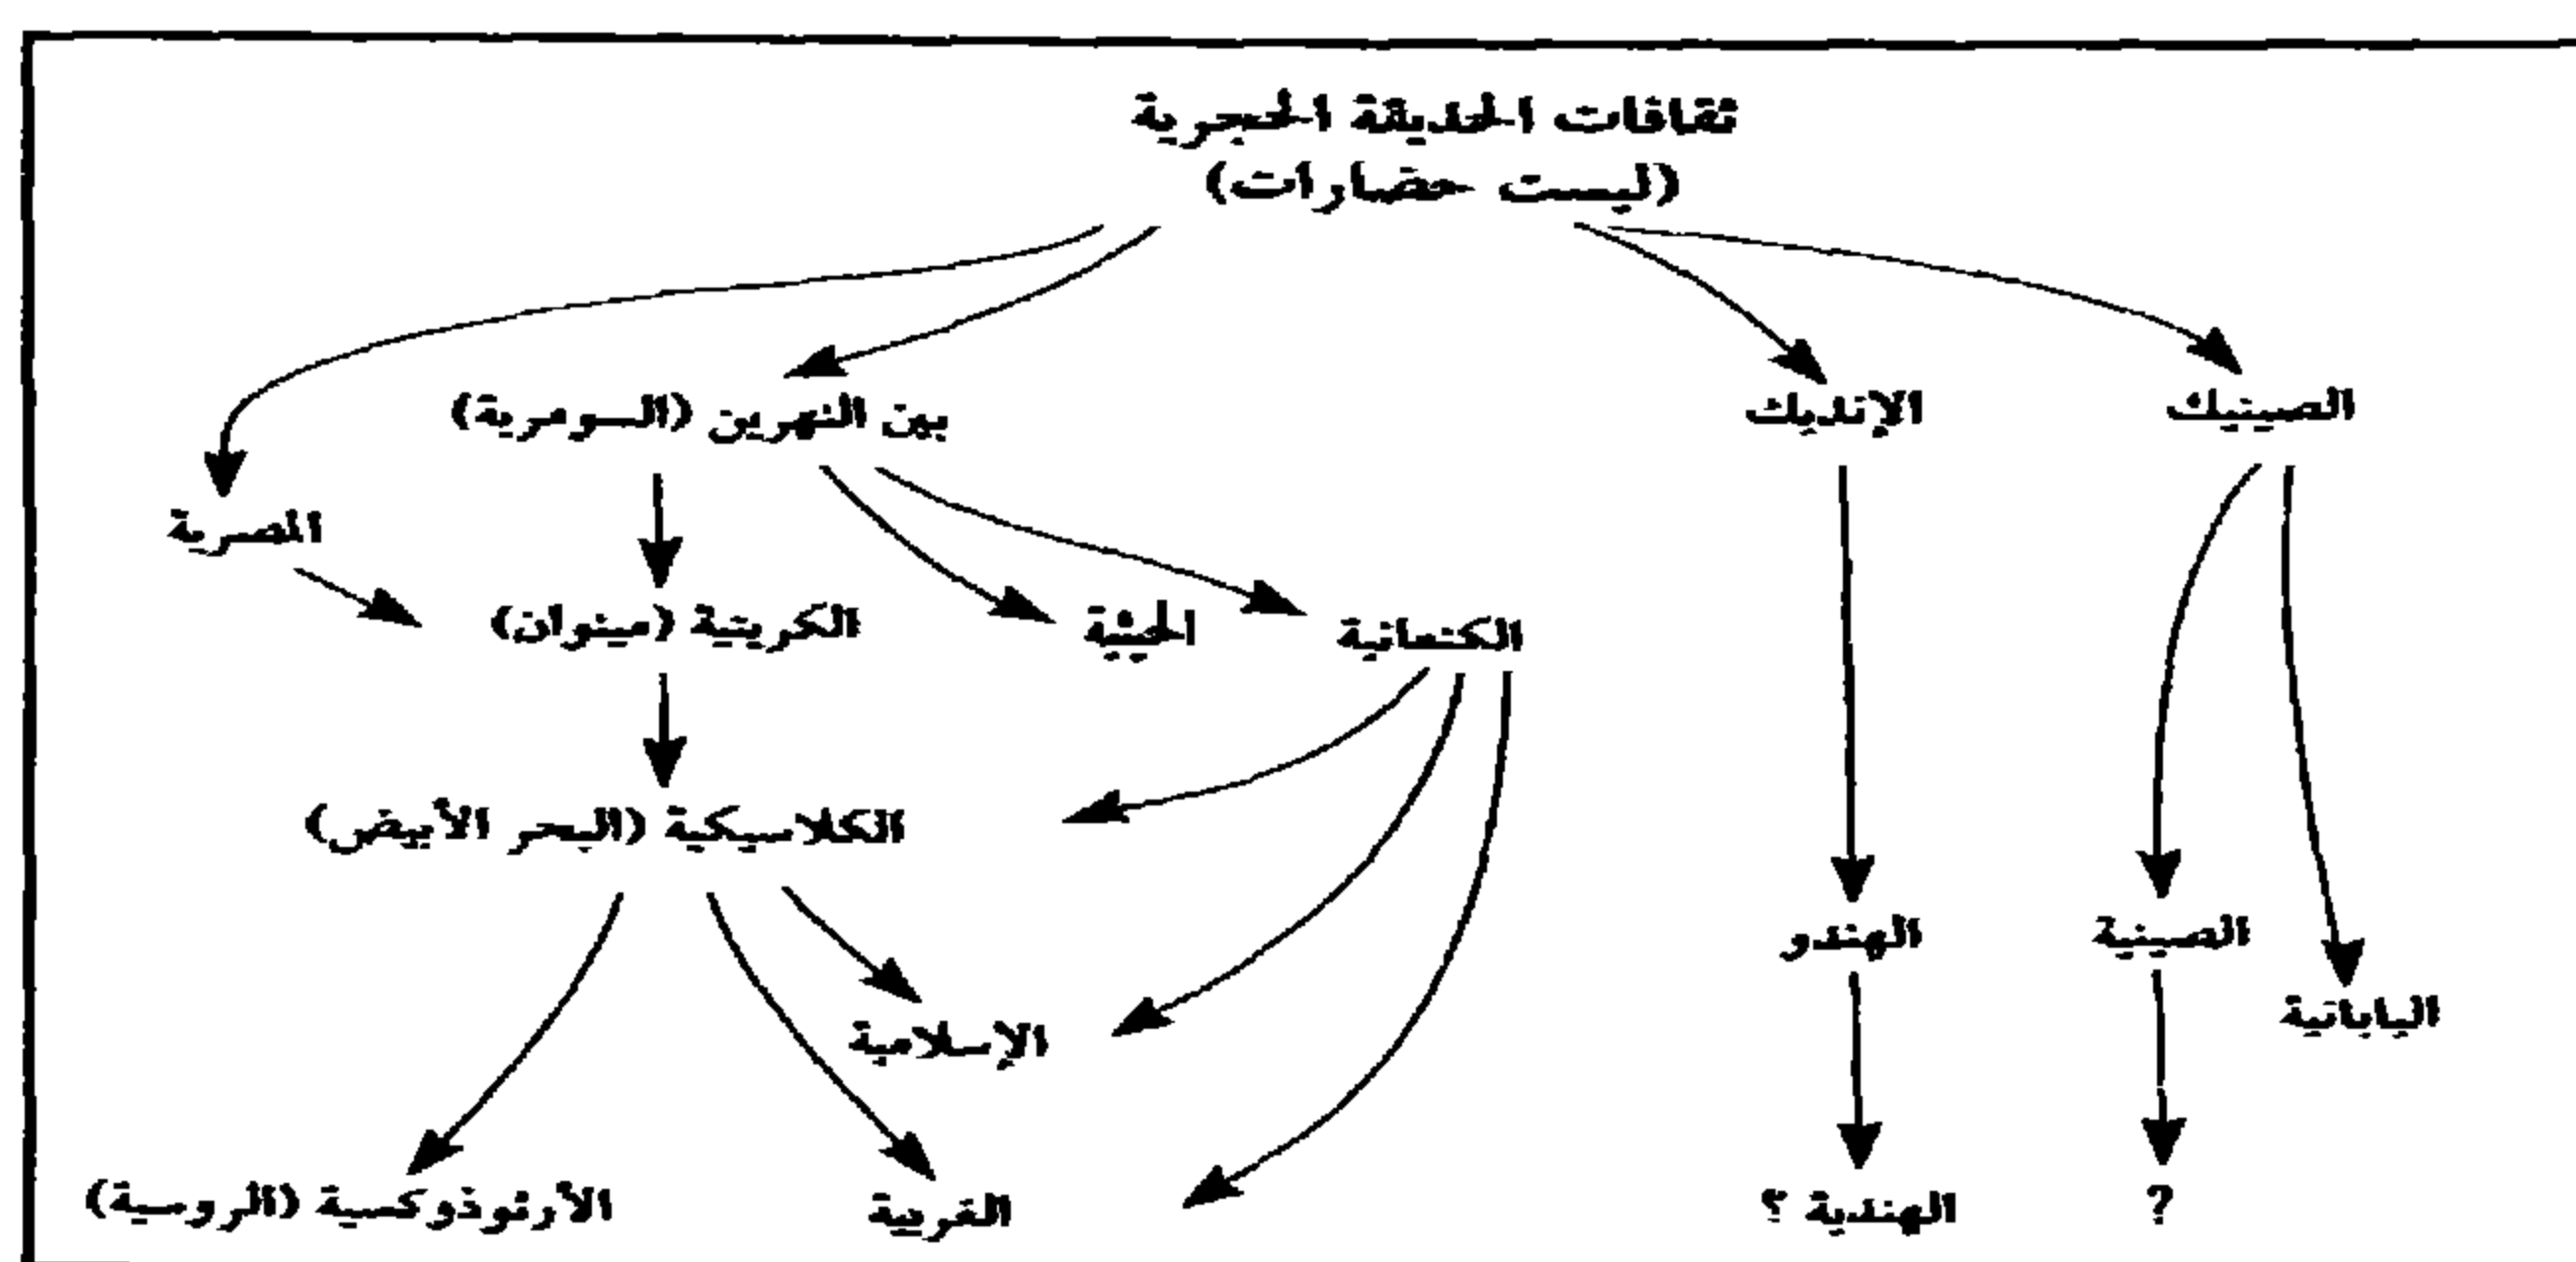 ثقافات الحديقة الحجرية
(ليست حضارات)
الصينيك
الإنديك
بين النهرين (السومرية)
المصرية
الكنعانية
الحيثية
الكريتية (مينوان)
الكلاسيكية (البحر الأبيض)
الصينية
الهندو
اليابانية
الإسلامية
?
الهندية ؟
الغربية
الأرثوذوكسية (الروسية)